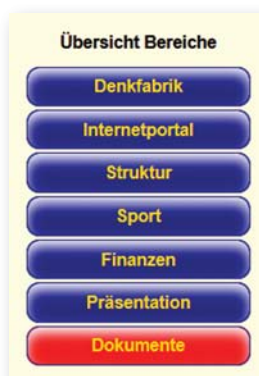 Übersicht Bereiche
Denkfabrik
Internetportal
Struktur
Sport
Finanzen
Präsentation
Dokumente